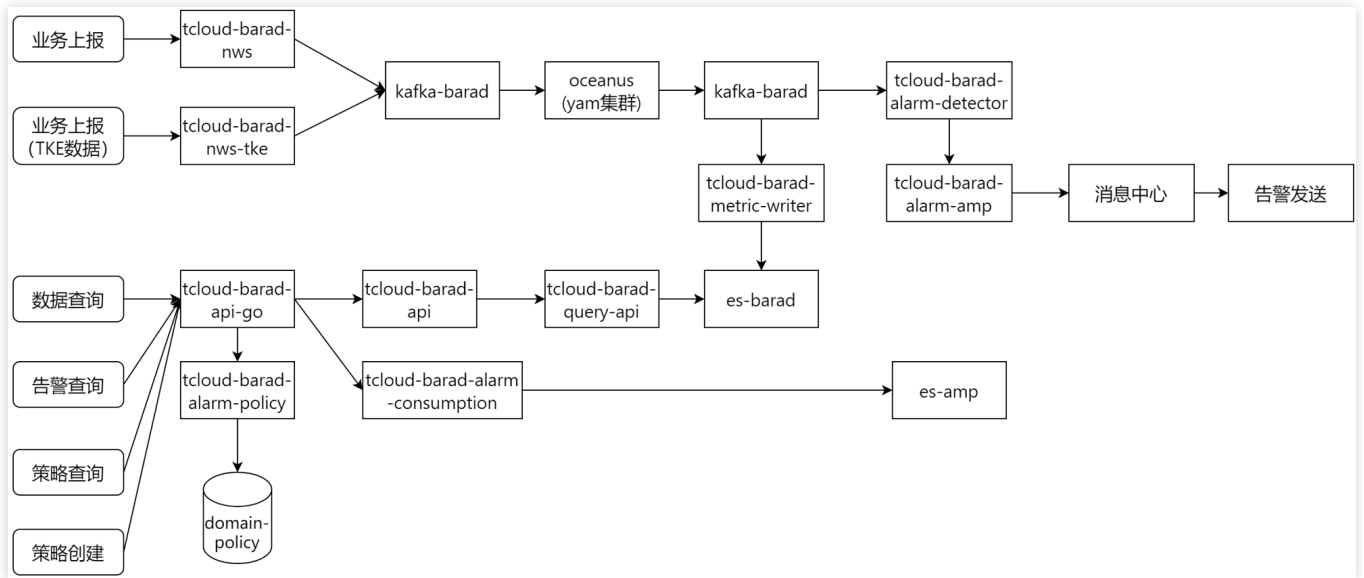 业务上报
tcloud-barad-
nws
业务上报
(TKE数据)
tcloud-barad-
nws-tke
kafka-barad
oceanus
(yam集群)
kafka-barad
tcloud-barad-
alarm-detector
tcloud-barad-
metric-writer
tcloud-barad-
alarm-amp
消息中心
告警发送
数据查询
tcloud-barad-
api-go
tcloud-barad-
api
tcloud-barad-
query-api
es-barad
告警查询
tcloud-barad-
alarm-policy
tcloud-barad-alarm
-consumption
es-amp
策略查询
domain-
policy
策略创建